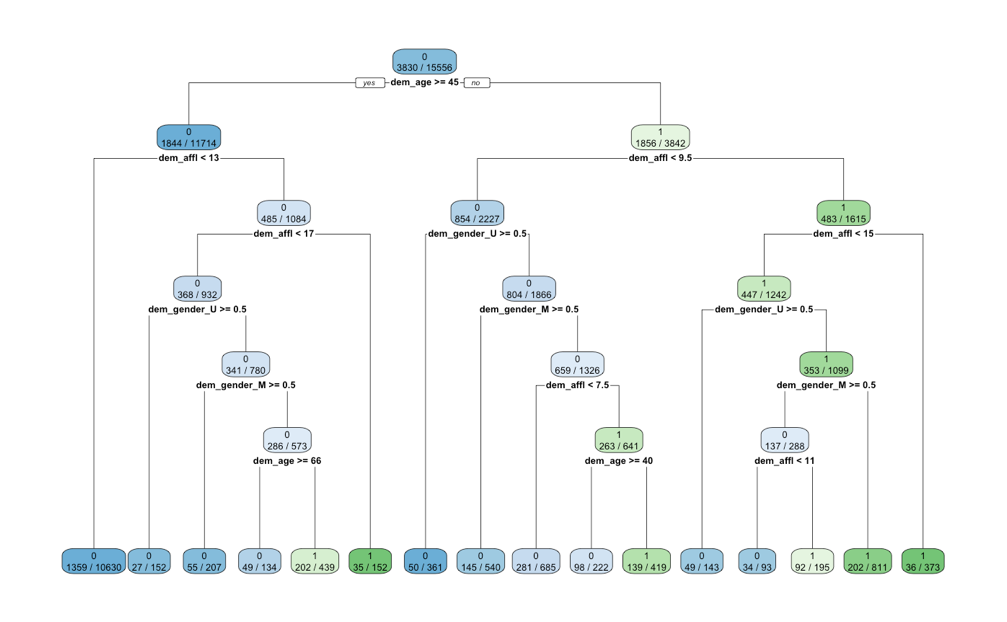 0
3830 / 15556
yes dem_age >= 45 no
0
1844 / 11714
dem_affl < 13
1
1856 / 3842
dem_affl < 9.5
0
485 / 1084
dem_affl < 17
0
854 / 2227
dem_gender_U >= 0.5
1
483 / 1615
dem_affl < 15
0
368 / 932
dem_gender_U >= 0.5
0
804 / 1866
dem_gender_M >= 0.5
1
447 / 1242
dem_gender_U >= 0.5
0
341 / 780
dem_gender_M >= 0.5
0
659 / 1326
dem_affl < 7.5
1
353 / 1099
dem_gender_M >= 0.5
0
286 / 573
dem_age >= 66
1
263 / 641
dem_age >= 40
0
137 / 288
dem_affl < 11
0
1359 / 10630
0
27 / 152
0
55 / 207
0
49 / 134
1
202 / 439
1
35 / 152
0
50 / 361
0
145 / 540
0
281 / 685
0
98 / 222
1
139 / 419
0
49 / 143
0
34 / 93
1
92 / 195
1
202 / 811
1
36 / 373